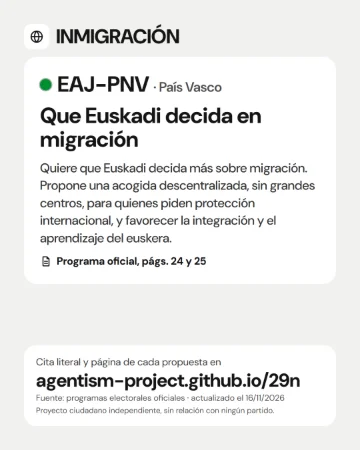 INMIGRACIÓN
EAJ-PNV · País Vasco
Que Euskadi decida en
migración
Quiere que Euskadi decida más sobre migración.
Propone una acogida descentralizada, sin grandes
centros, para quienes piden protección
internacional, y favorecer la integración y el
aprendizaje del euskera.
Programa oficial, págs. 24 y 25
Cita literal y página de cada propuesta en
agentism-project.github.io/29n
Fuente: programas electorales oficiales · actualizado el 16/11/2026
Proyecto ciudadano independiente, sin relación con ningún partido.